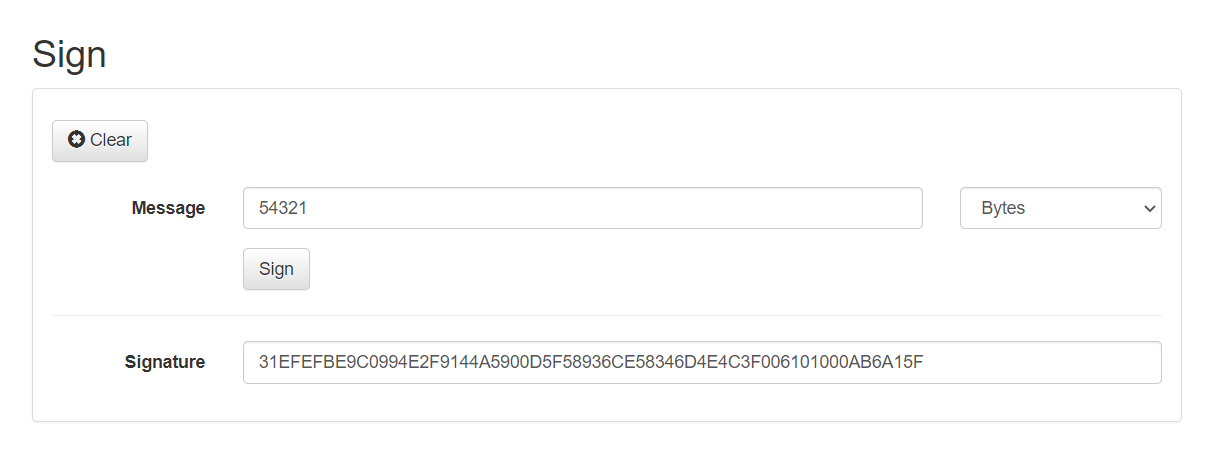 Sign
Clear
Message 54321 Bytes
Sign
Signature 31EFEFBE9C0994E2F9144A5900D5F58936CE58346D4E4C3F006101000AB6A15F